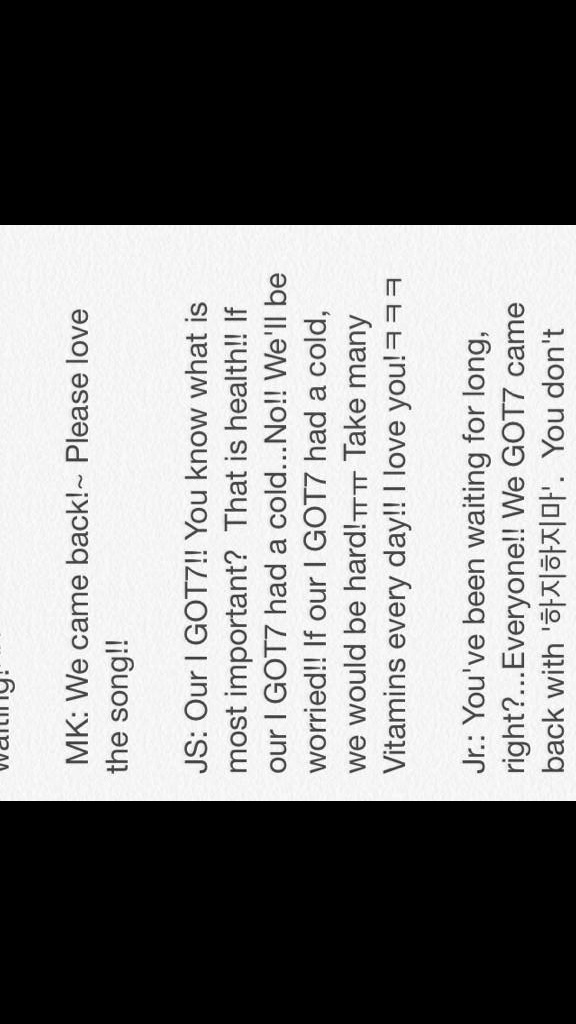 waiting!
MK: We came back!~ Please love
the song!!
JS: Our I GOT7!! You know what is
most important?  That is health!! If
our I GOT7 had a cold...No!! We'll be
worried!! If our I GOT7 had a cold,
we would be hard!ㅠㅠ Take many
Vitamins every day!! I love you!ㅋㅋㅋ
Jr.: You've been waiting for long,
right?...Everyone!! We GOT7 came
back with '하지하지마'.  You don't